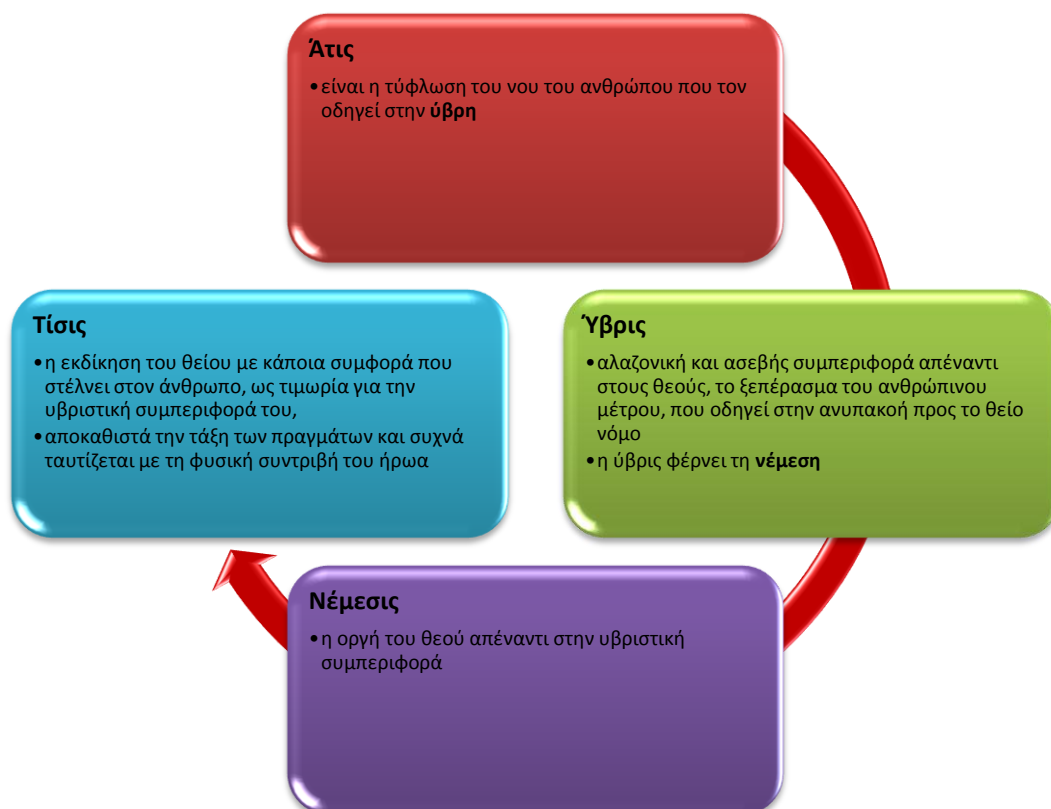 Άτις
•είναι η τύφλωση του νου του ανθρώπου που τον
οδηγεί στην ύβρη
Ύβρις
•αλαζονική και ασεβής συμπεριφορά απέναντι
στους θεούς, το ξεπέρασμα του ανθρώπινου
μέτρου, που οδηγεί στην ανυπακοή προς το θείο
νόμο
•η ύβρις φέρνει τη νέμεση
Νέμεσις
•η οργή του θεού απέναντι στην υβριστική
συμπεριφορά
Τίσις
•η εκδίκηση του θείου με κάποια συμφορά που
στέλνει στον άνθρωπο, ως τιμωρία για την
υβριστική συμπεριφορά του,
•αποκαθιστά την τάξη των πραγμάτων και συχνά
ταυτίζεται με τη φυσική συντριβή του ήρωα